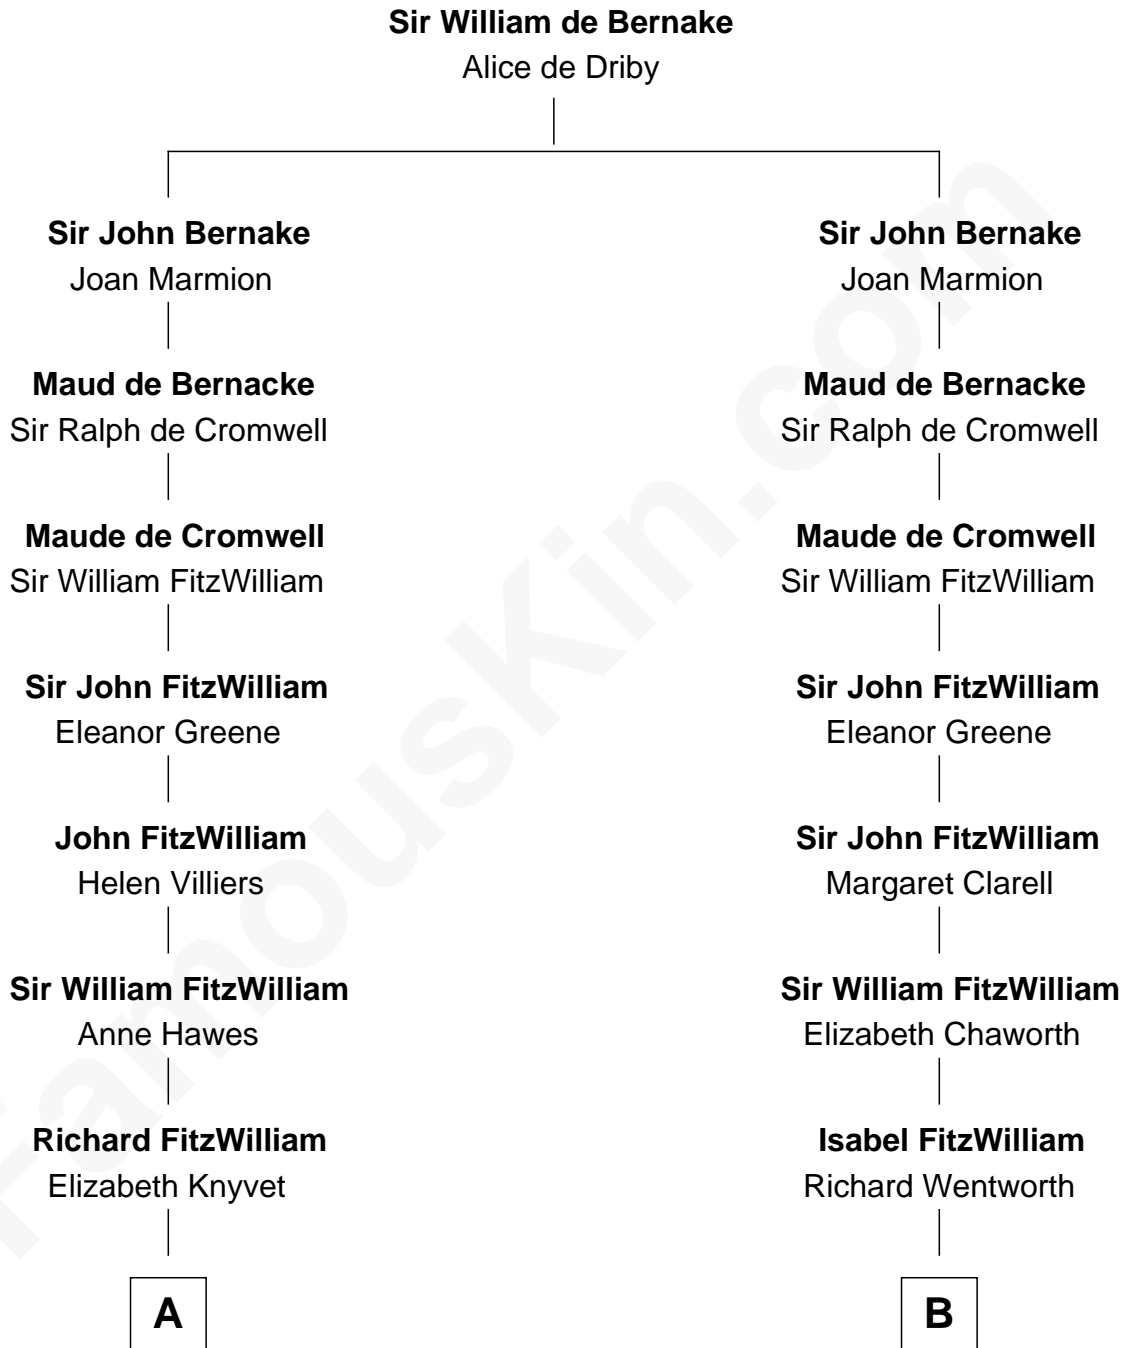 Sir William de Bernake
Alice de Driby
Sir John Bernake
Joan Marmion
Maud de Bernacke
Sir Ralph de Cromwell
Maude de Cromwell
Sir William FitzWilliam
Sir John FitzWilliam
Eleanor Greene
John FitzWilliam
Helen Villiers
Sir William FitzWilliam
Anne Hawes
Richard FitzWilliam
Elizabeth Knyvet
A
Sir John Bernake
Joan Marmion
Maud de Bernacke
Sir Ralph de Cromwell
Maude de Cromwell
Sir William FitzWilliam
Sir John FitzWilliam
Eleanor Greene
Sir John FitzWilliam
Margaret Clarell
Sir William FitzWilliam
Elizabeth Chaworth
Isabel FitzWilliam
Richard Wentworth
B
FamousKin.com